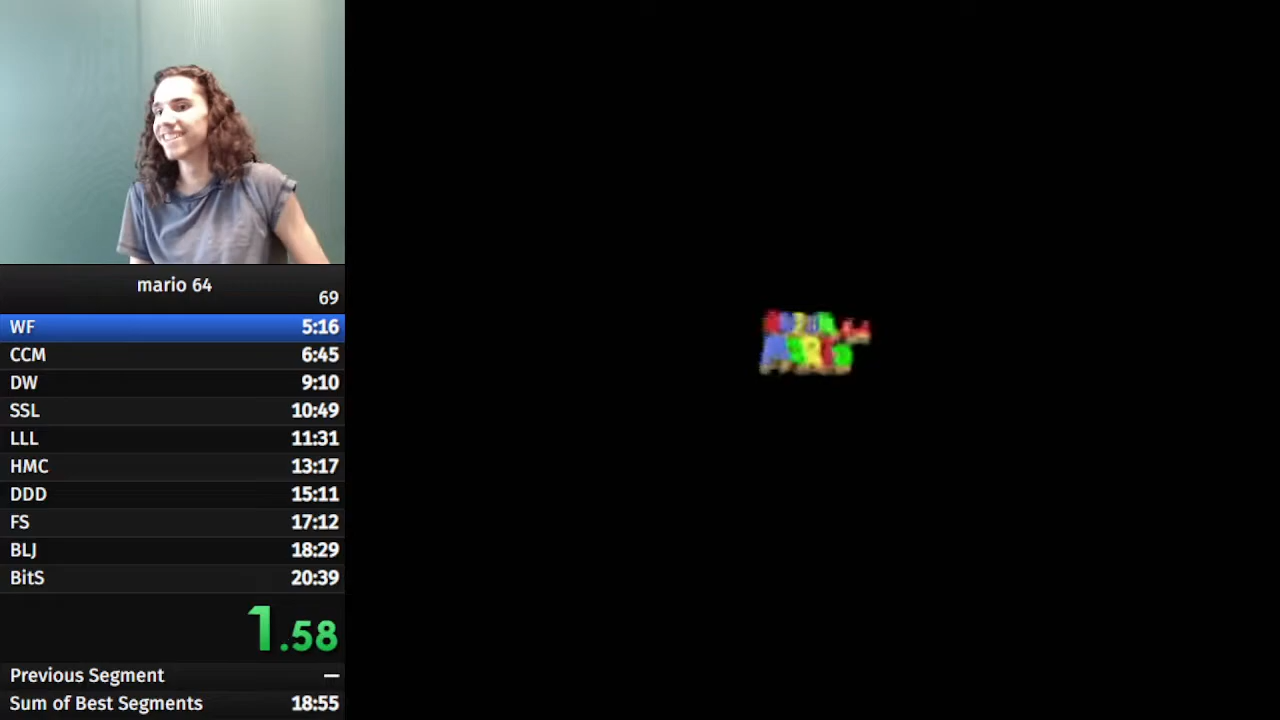 mario 64
69
WF 5:16
CCM 6:45
DW 9:10
SSL 10:49
LLL 11:31
HMC 13:17
DDD 15:11
FS 17:12
BLJ 18:29
BitS 20:39
1.58
Previous Segment —
Sum of Best Segments 18:55